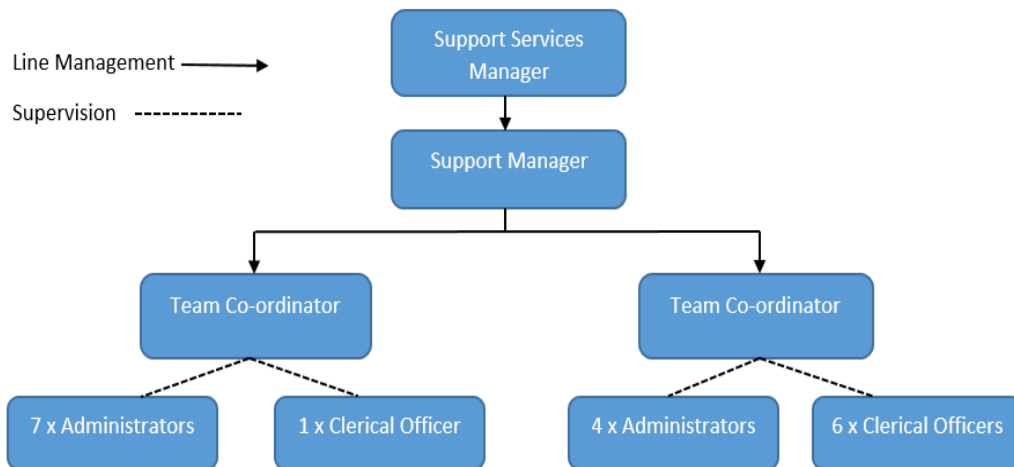 Support Services
Manager
Line Management
Supervision
Support Manager
Team Co-ordinator
Team Co-ordinator
7 x Administrators
1 x Clerical Officer
4 x Administrators
6 x Clerical Officers